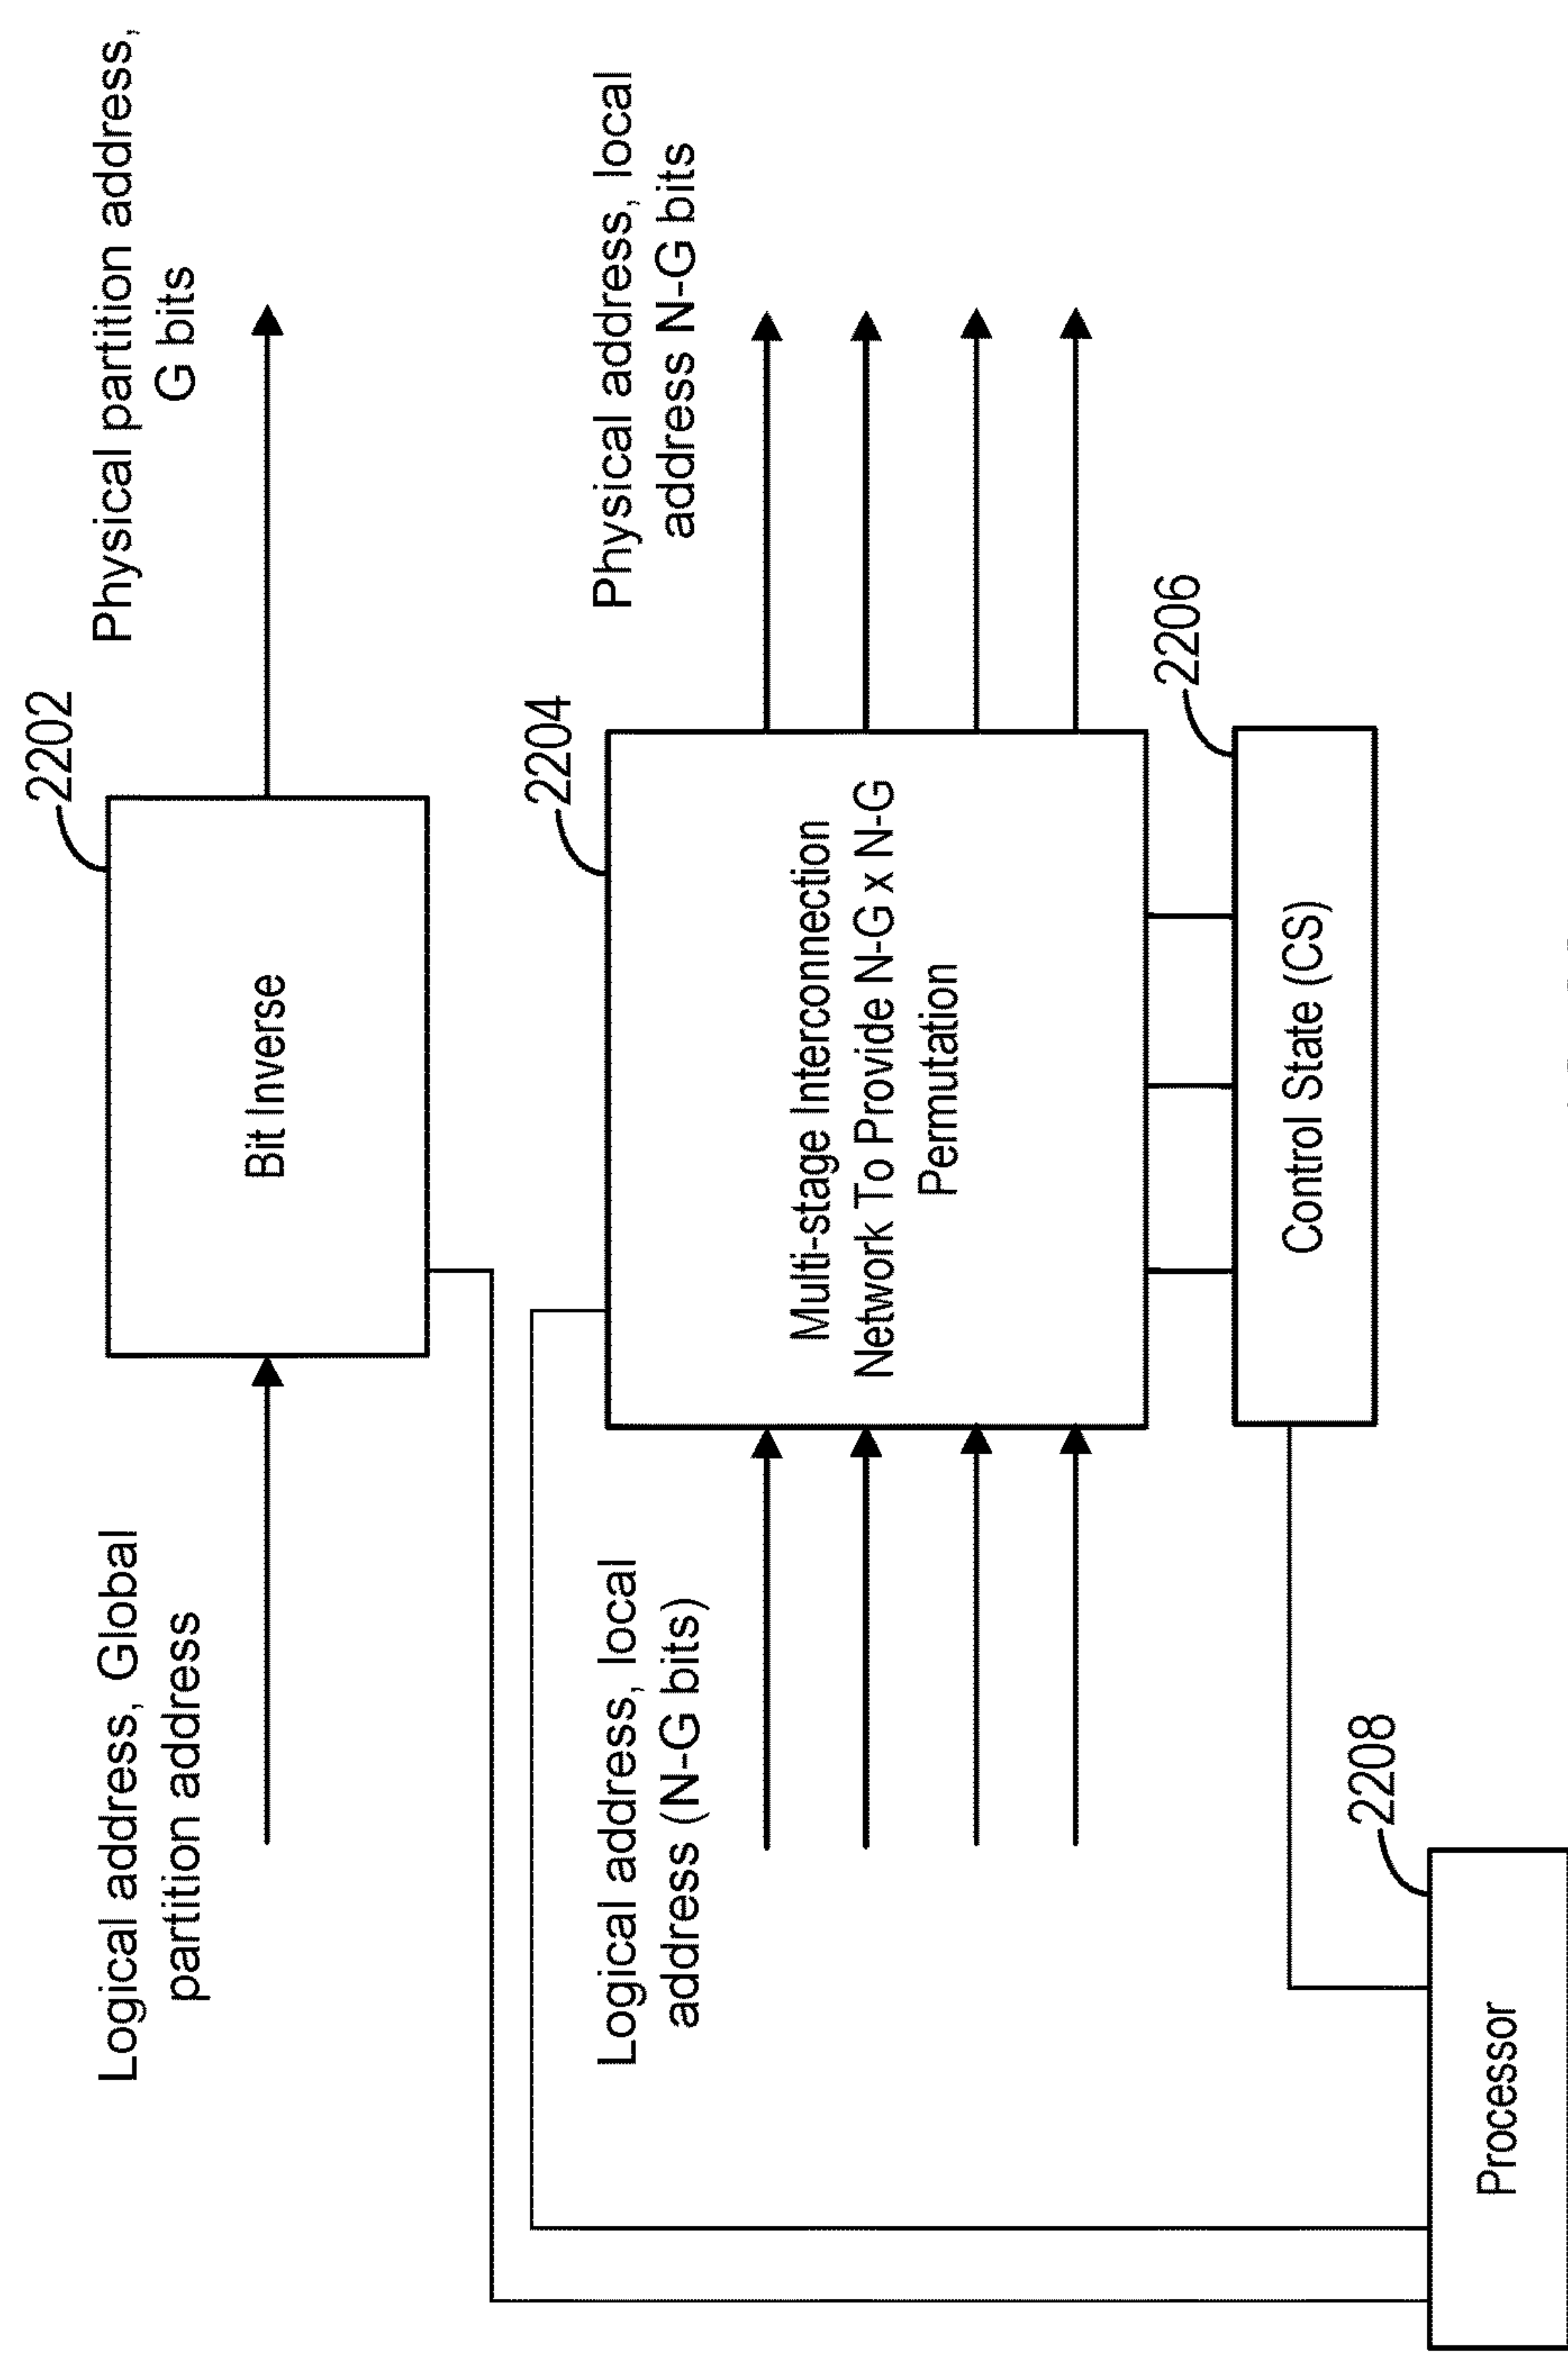 2202
Logical address, Global
partition address
Bit Inverse
Physical partition address,
G bits
2204
Logical address, local
address (N-G bits)
Multi-stage Interconnection
Network To Provide N-G x N-G
Permutation
Physical address, local
address N-G bits
2206
Control State (CS)
2208
Processor